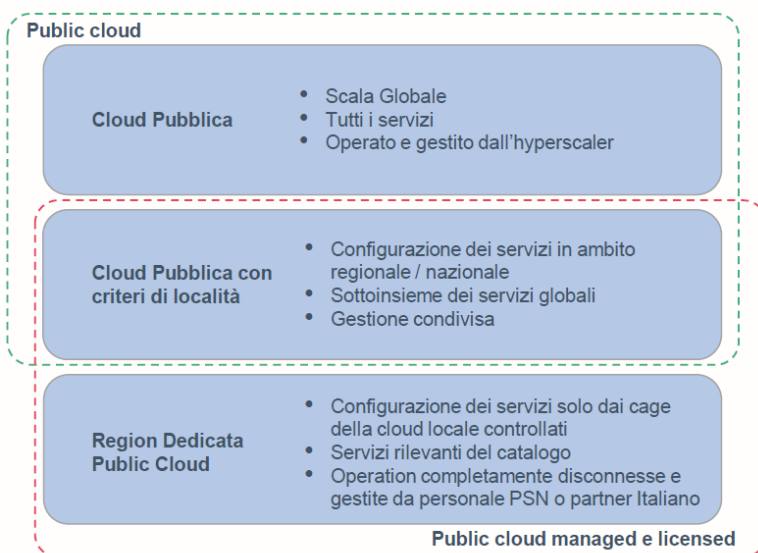 Public cloud
Cloud Pubblica
• Scala Globale
• Tutti i servizi
• Operato e gestito dall'hyperscaler
Cloud Pubblica con
criteri di località
• Configurazione dei servizi in ambito
regionale / nazionale
• Sottoinsieme dei servizi globali
• Gestione condivisa
Region Dedicata
Public Cloud
• Configurazione dei servizi solo dai cage
della cloud locale controllati
• Servizi rilevanti del catalogo
• Operation completamente disconnesse e
gestite da personale PSN o partner Italiano
Public cloud managed e licensed